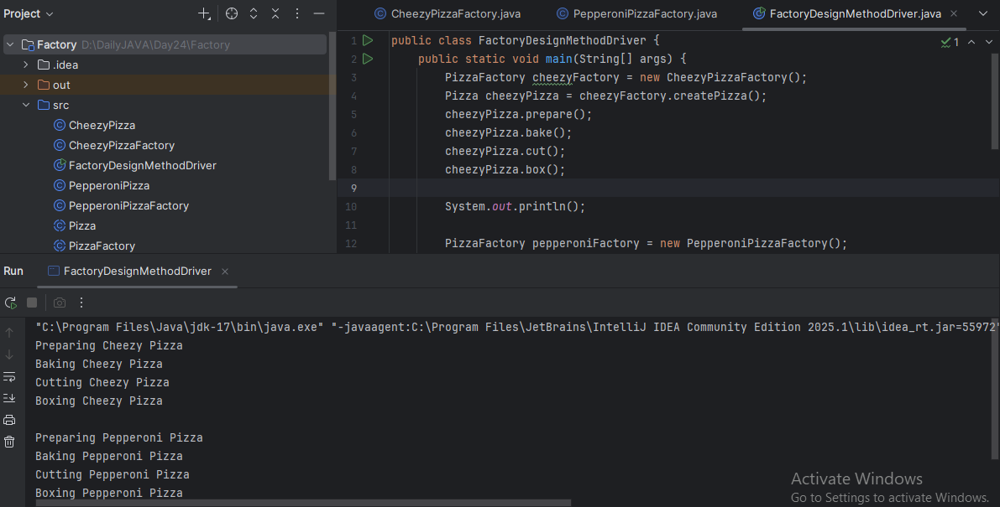 Project
Factory D:\DailyJAVA\Day24\Factory
.idea
out
src
CheezyPizza
CheezyPizzaFactory
FactoryDesignMethodDriver
PepperoniPizza
PepperoniPizzaFactory
Pizza
PizzaFactory
CheezyPizzaFactory.java PepperoniPizzaFactory.java FactoryDesignMethodDriver.java
1 public class FactoryDesignMethodDriver { 1
2 public static void main(String[] args) {
3 PizzaFactory cheezyFactory = new CheezyPizzaFactory();
4 Pizza cheezyPizza = cheezyFactory.createPizza();
5 cheezyPizza.prepare();
6 cheezyPizza.bake();
7 cheezyPizza.cut();
8 cheezyPizza.box();
9
10 System.out.println();
11
12 PizzaFactory pepperoniFactory = new PepperoniPizzaFactory();
Run FactoryDesignMethodDriver
"C:\Program Files\Java\jdk-17\bin\java.exe" "-javaagent:C:\Program Files\JetBrains\IntelliJ IDEA Community Edition 2025.1\lib\idea_rt.jar=55972
Preparing Cheezy Pizza
Baking Cheezy Pizza
Cutting Cheezy Pizza
Boxing Cheezy Pizza
Preparing Pepperoni Pizza
Baking Pepperoni Pizza
Cutting Pepperoni Pizza
Boxing Pepperoni Pizza
Activate Windows
Go to Settings to activate Windows.